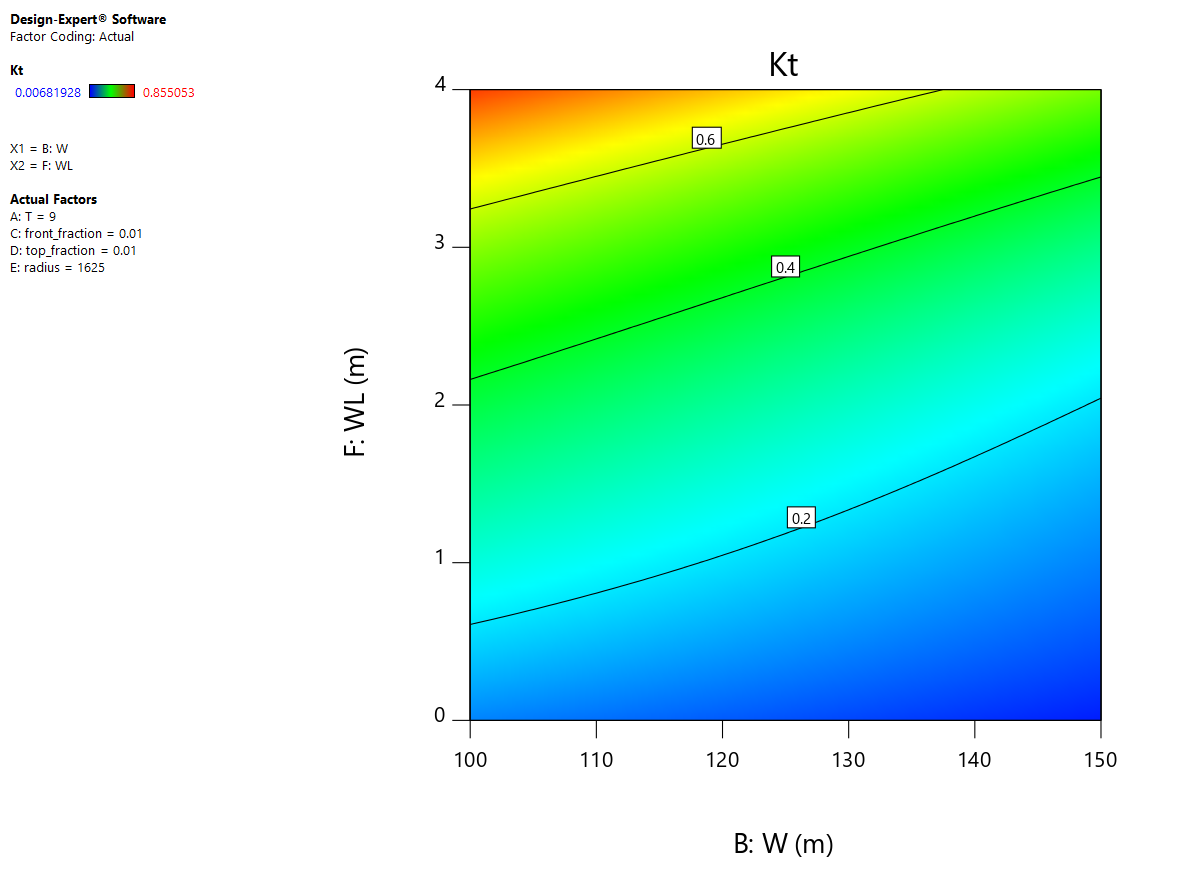 Design-Expert® Software
Factor Coding: Actual
Kt
0.00681928 0.855053
X1 = B: W
X2 = F: WL
Actual Factors
A: T = 9
C: front_fraction = 0.01
D: top_fraction = 0.01
E: radius = 1625
Kt
4
3
2
1
0
F: WL (m)
0.6
0.4
0.2
100 110 120 130 140 150
B: W (m)